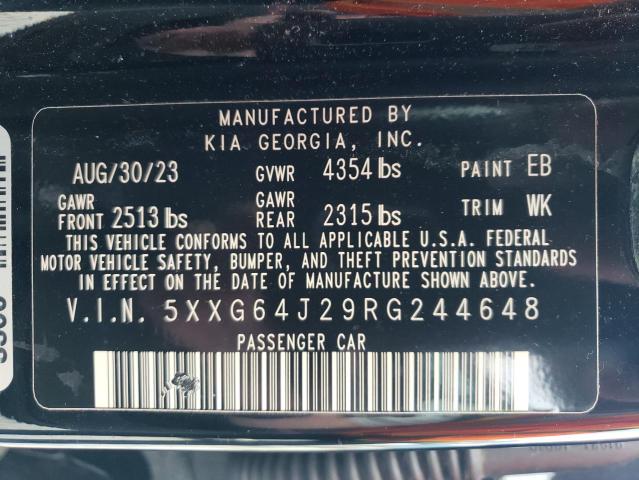 MANUFACTURED BY
KIA GEORGIA, INC.
AUG/30/23 GVWR 4354 lbs PAINT EB
GAWR FRONT 2513 lbs GAWR REAR 2315 lbs TRIM WK
THIS VEHICLE CONFORMS TO ALL APPLICABLE U.S.A. FEDERAL
MOTOR VEHICLE SAFETY, BUMPER, AND THEFT PREVENTION STANDARDS
IN EFFECT ON THE DATE OF MANUFACTURE SHOWN ABOVE.
V.I.N. 5XXG64J29RG244648
PASSENGER CAR